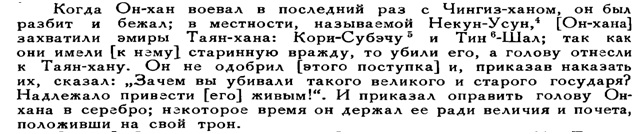 Когда Он-хан воевал в последний раз с Чингиз-ханом, он был
разбит и бежал; в местности, называемой Некун-Усун,⁴ [Он-хана]
захватили эмиры Таян-хана: Кори-Субэчу⁵ и Тин⁶-Шал; так как
они имели [к нему] старинную вражду, то убили его, а голову отнесли
к Таян-хану. Он не одобрил [этого поступка] и, приказав наказать
их, сказал: „Зачем вы убивали такого великого и старого государя?
Надлежало привести [его] живым!". И приказал оправить голову Он-
хана в серебро; некоторое время он держал ее ради величия и почета,
положивши на свой трон.